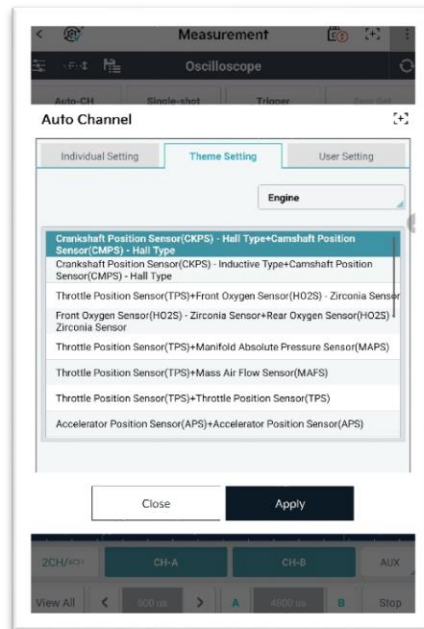 Measurement
Oscilloscope
Auto-CH Single-shot Trigger
Auto Channel
Individual Setting Theme Setting User Setting
Engine
Crankshaft Position Sensor(CKPS) - Hall Type+Camshaft Position
Sensor(CMPS) - Hall Type
Crankshaft Position Sensor(CKPS) - Inductive Type+Camshaft Position
Sensor(CMPS) - Hall Type
Throttle Position Sensor(TPS)+Front Oxygen Sensor(HO2S) - Zirconia Sensor
Front Oxygen Sensor(HO2S) - Zirconia Sensor+Rear Oxygen Sensor(HO2S) -
Zirconia Sensor
Throttle Position Sensor(TPS)+Manifold Absolute Pressure Sensor(MAPS)
Throttle Position Sensor(TPS)+Mass Air Flow Sensor(MAFS)
Throttle Position Sensor(TPS)+Throttle Position Sensor(TPS)
Accelerator Position Sensor(APS)+Accelerator Position Sensor(APS)
Close Apply
2CH/ CH-A CH-B AUX
View All < 600 us > A 4800 us B Stop